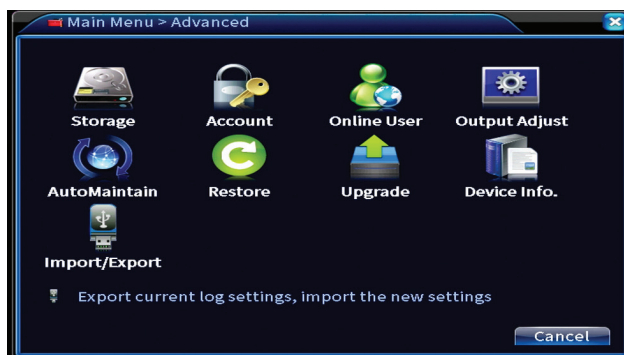 Main Menu > Advanced
Storage Account Online User Output Adjust
AutoMaintain Restore Upgrade Device Info.
Import/Export
Export current log settings, import the new settings
Cancel